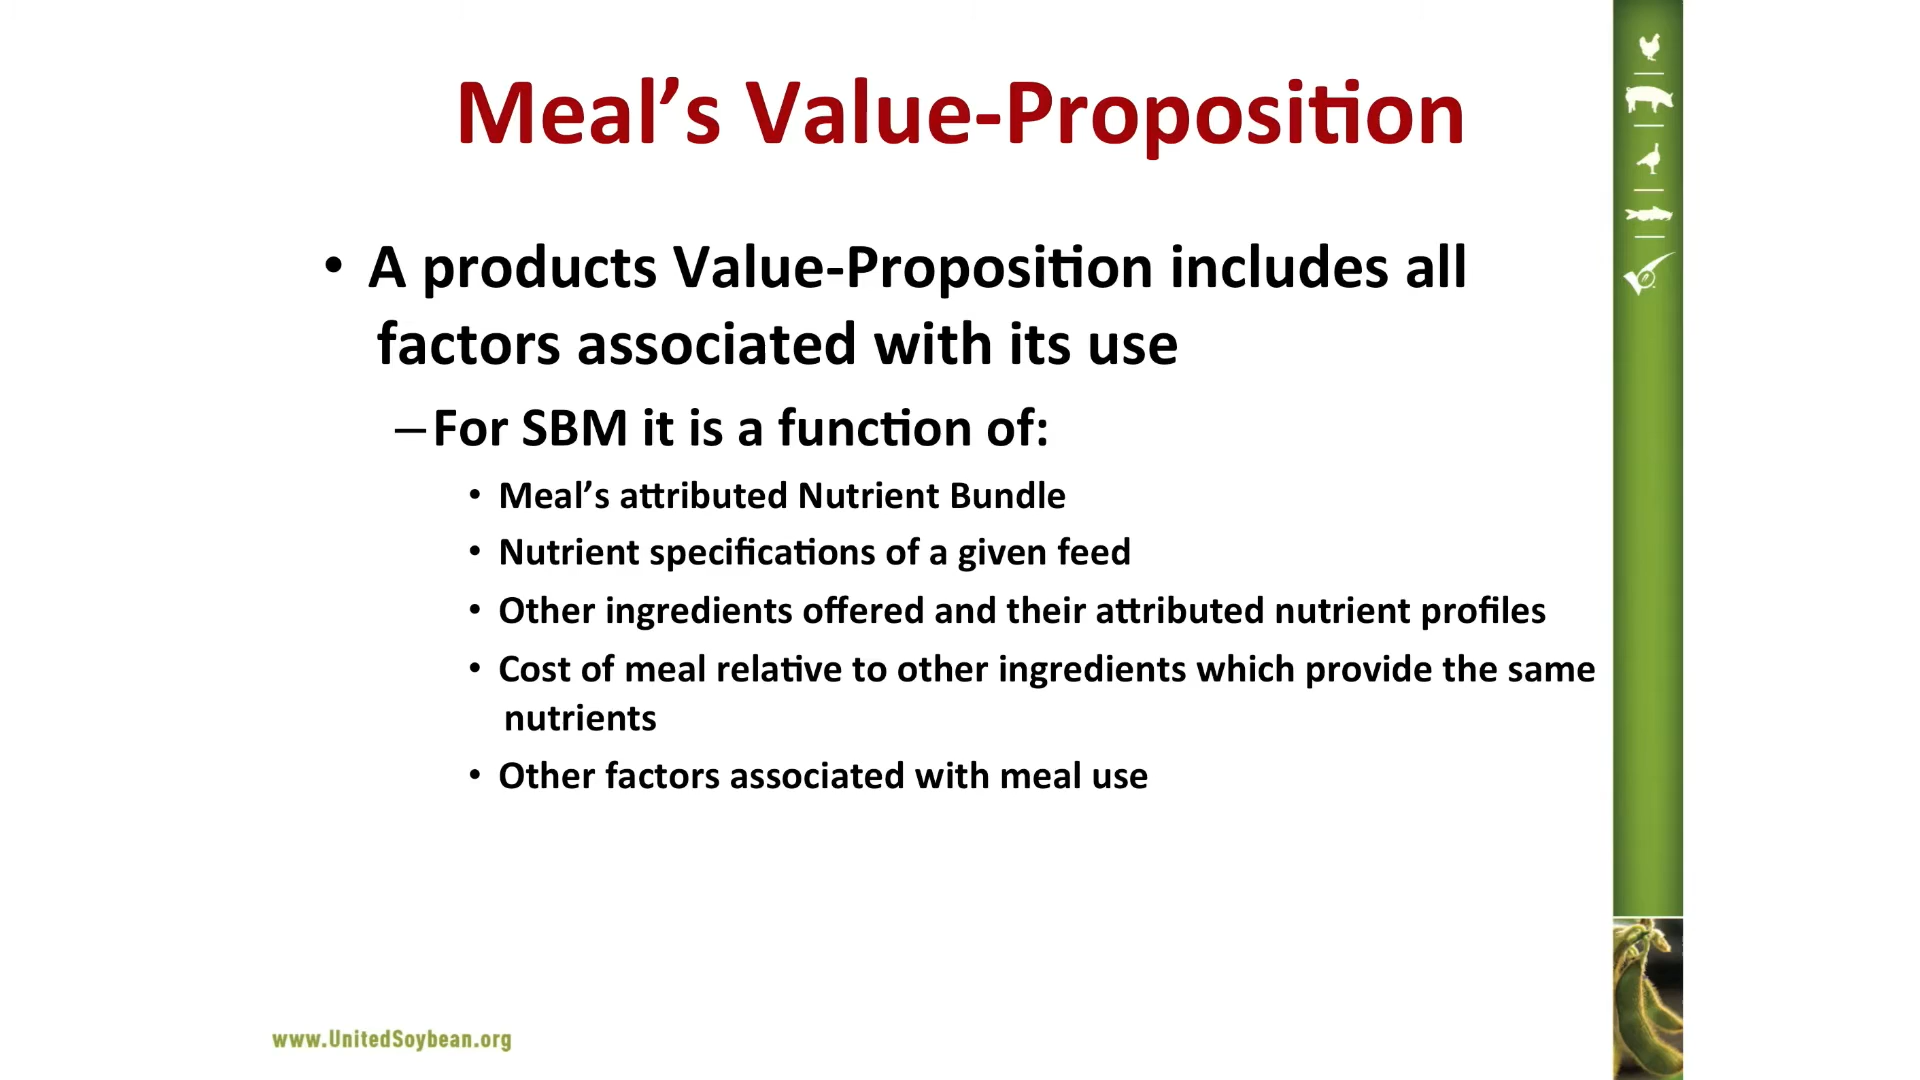 Meal’s Value-Proposition
• A products Value-Proposition includes all
factors associated with its use
– For SBM it is a function of:
• Meal’s attributed Nutrient Bundle
• Nutrient specifications of a given feed
• Other ingredients offered and their attributed nutrient profiles
• Cost of meal relative to other ingredients which provide the same
nutrients
• Other factors associated with meal use
www.UnitedSoybean.org